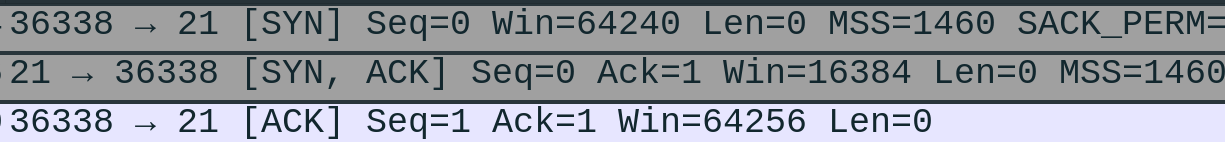 36338 → 21 [SYN] Seq=0 Win=64240 Len=0 MSS=1460 SACK_PERM=
21 → 36338 [SYN, ACK] Seq=0 Ack=1 Win=16384 Len=0 MSS=1460
36338 → 21 [ACK] Seq=1 Ack=1 Win=64256 Len=0